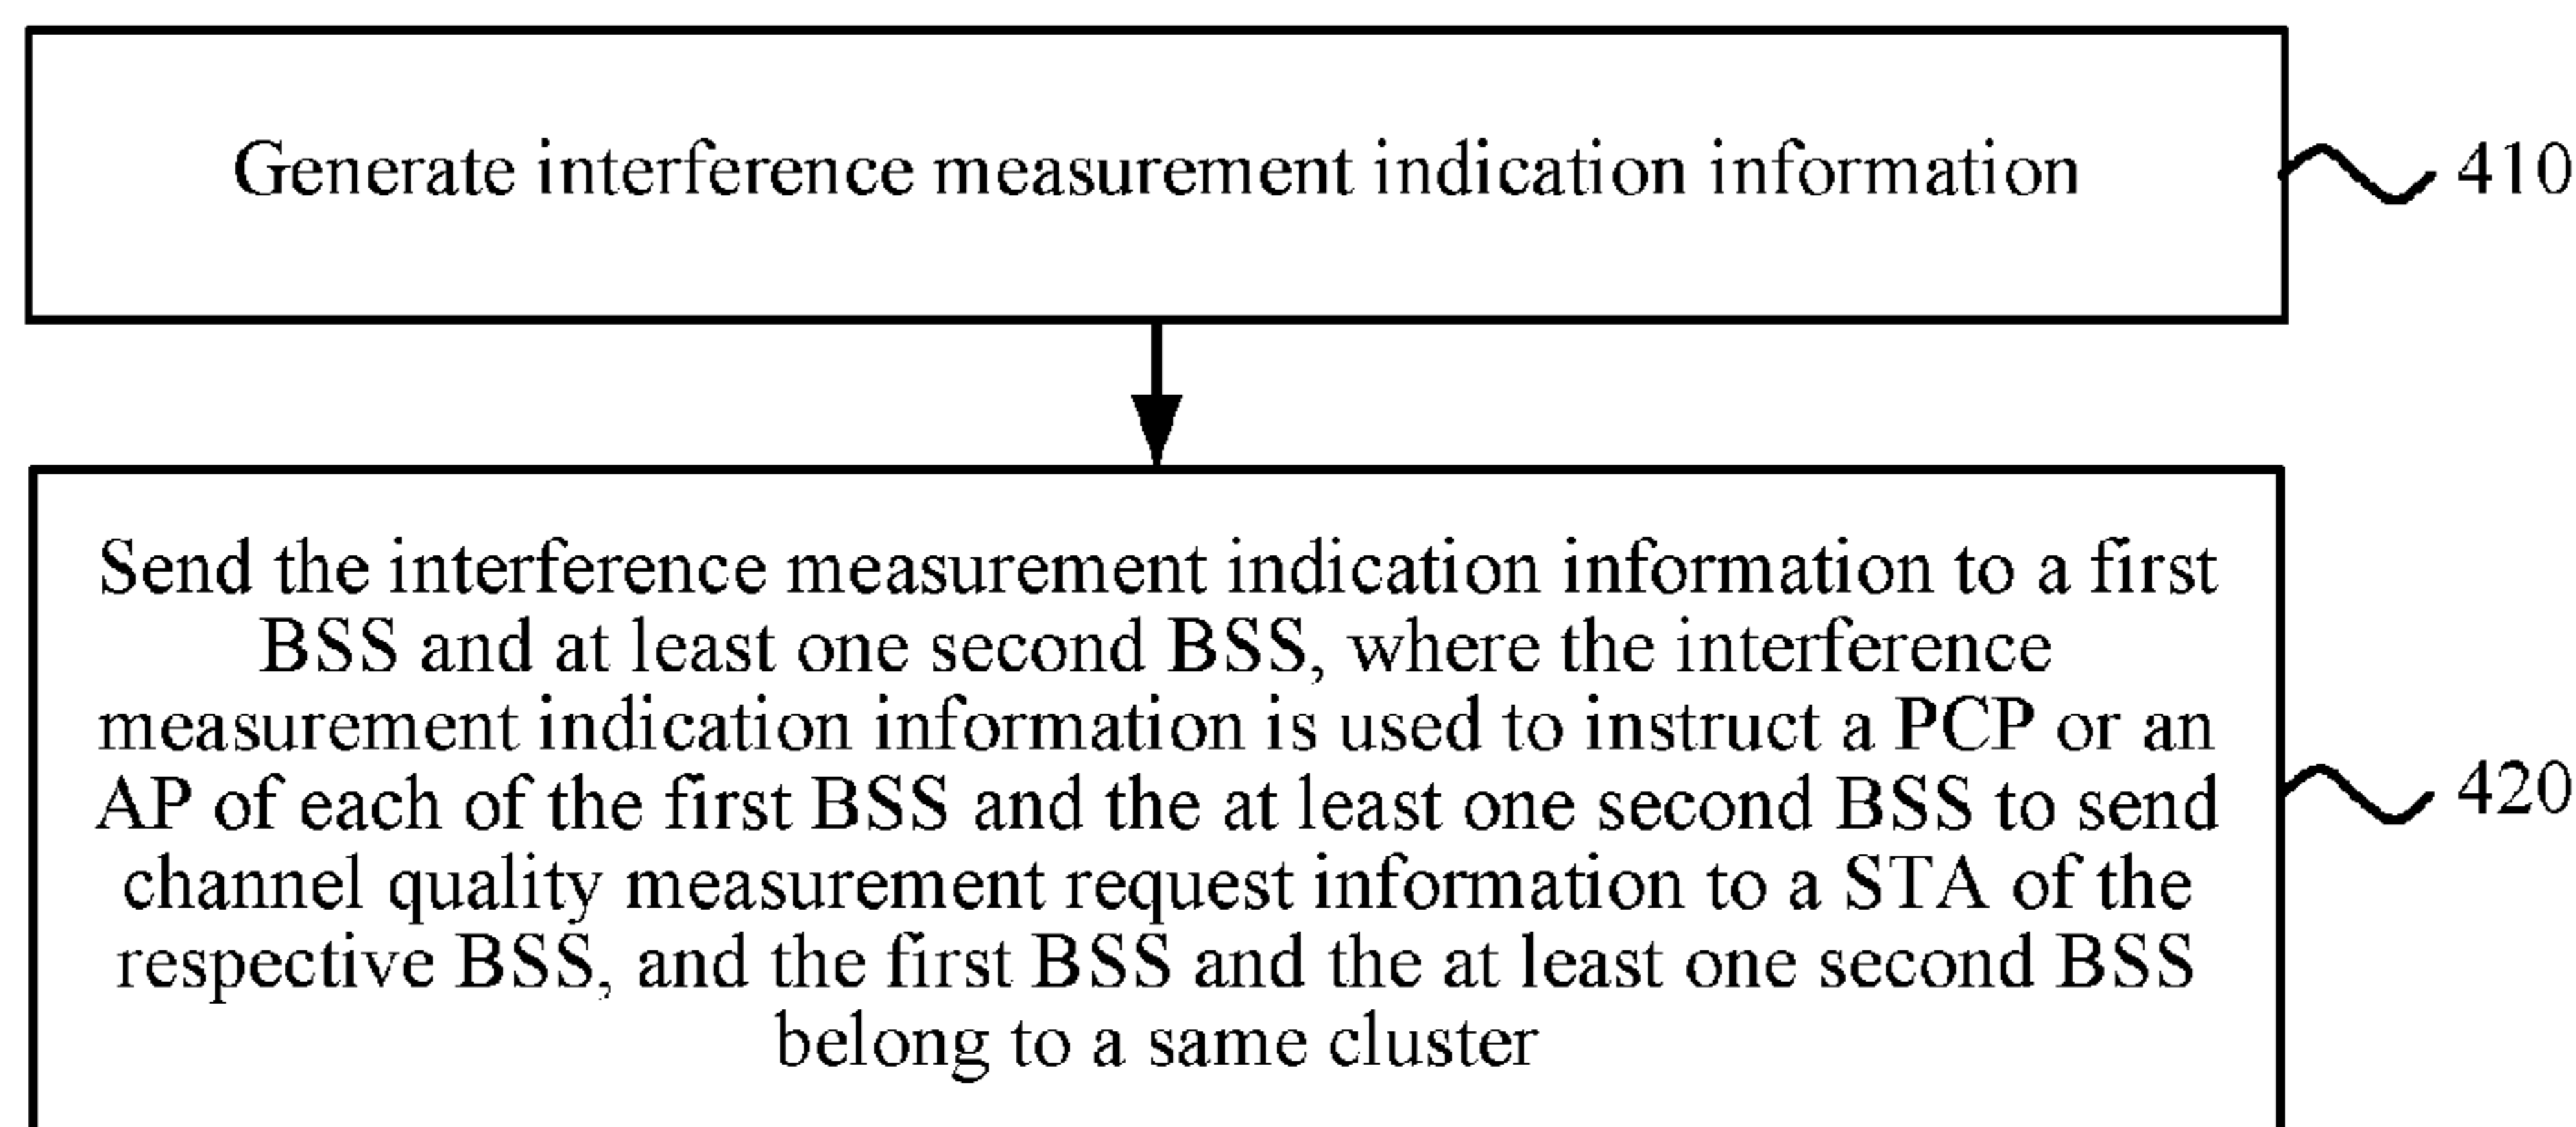 Generate interference measurement indication information
410
Send the interference measurement indication information to a first
BSS and at least one second BSS, where the interference
measurement indication information is used to instruct a PCP or an
AP of each of the first BSS and the at least one second BSS to send
channel quality measurement request information to a STA of the
respective BSS, and the first BSS and the at least one second BSS
belong to a same cluster
420